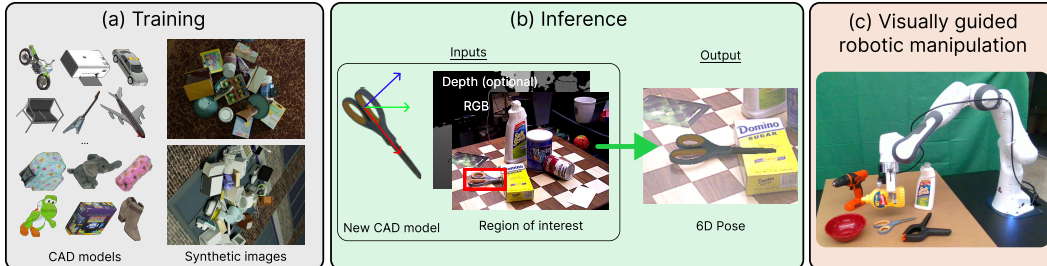 (a) Training
...
CAD models
Synthetic images
(b) Inference
Inputs
Depth (optional)
RGB
New CAD model
Region of interest
Output
Domino
SUGAR
6D Pose
(c) Visually guided
robotic manipulation